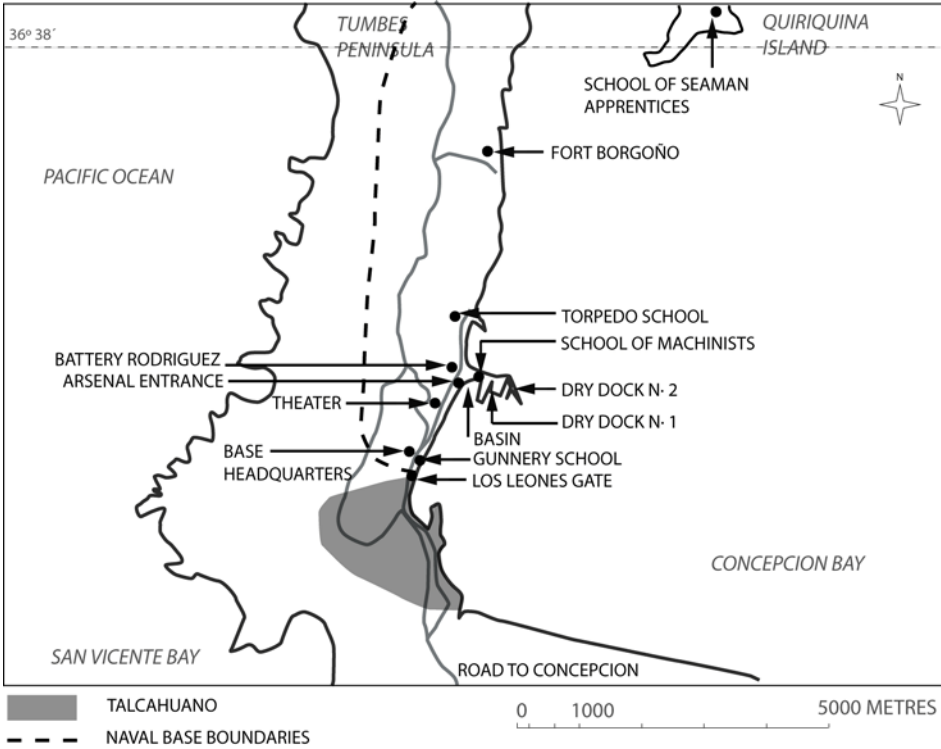 TUMBES
PENINSULA
QUIRIQUINA
ISLAND
36º 38´
SCHOOL OF SEAMAN
APPRENTICES
N
FORT BORGOÑO
PACIFIC OCEAN
TORPEDO SCHOOL
SCHOOL OF MACHINISTS
BATTERY RODRIGUEZ
ARSENAL ENTRANCE
DRY DOCK N· 2
THEATER
DRY DOCK N· 1
BASIN
BASE
HEADQUARTERS
GUNNERY SCHOOL
LOS LEONES GATE
CONCEPCION BAY
SAN VICENTE BAY
ROAD TO CONCEPCION
TALCAHUANO
0 1000 5000 METRES
NAVAL BASE BOUNDARIES